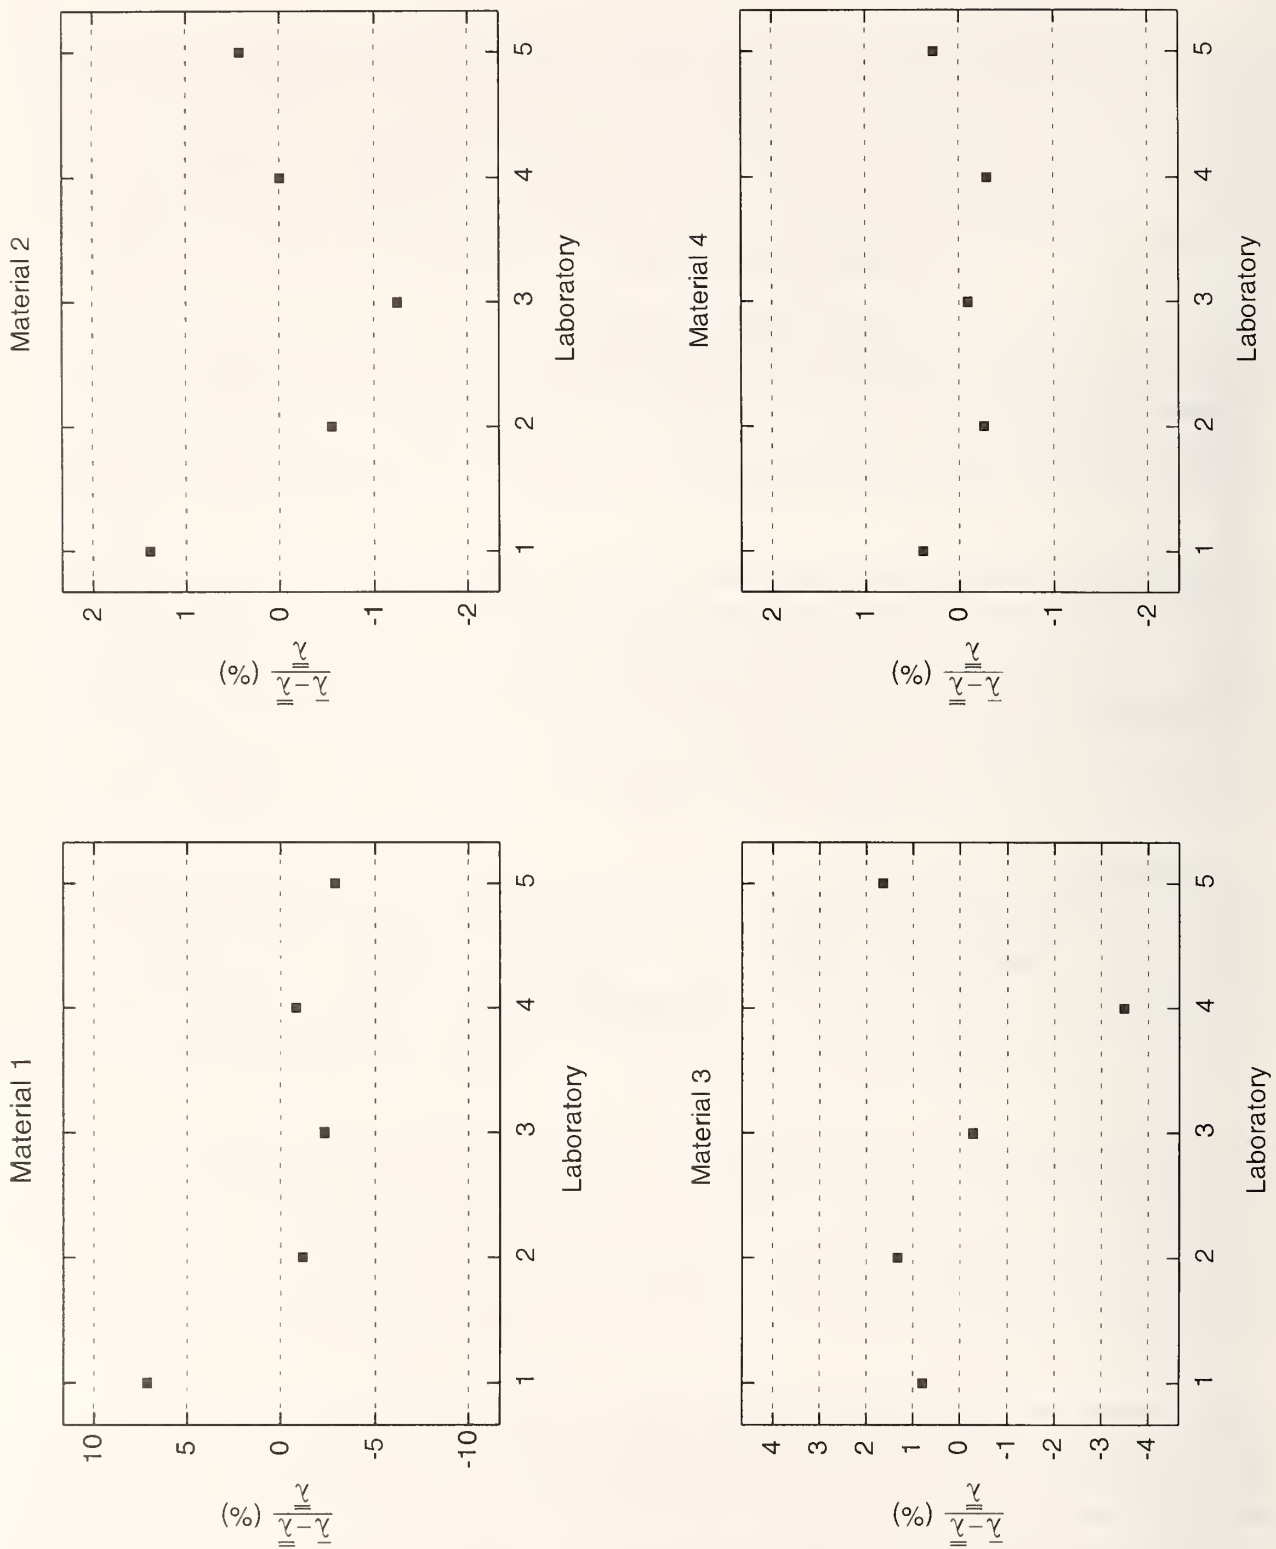 Material 1
10
5
0
-5
-10
λ̄ − λ̿
λ̿
(%)
1 2 3 4 5
Laboratory
Material 2
2
1
0
-1
-2
λ̄ − λ̿
λ̿
(%)
1 2 3 4 5
Laboratory
Material 3
4
3
2
1
0
-1
-2
-3
-4
λ̄ − λ̿
λ̿
(%)
1 2 3 4 5
Laboratory
Material 4
2
1
0
-1
-2
λ̄ − λ̿
λ̿
(%)
1 2 3 4 5
Laboratory